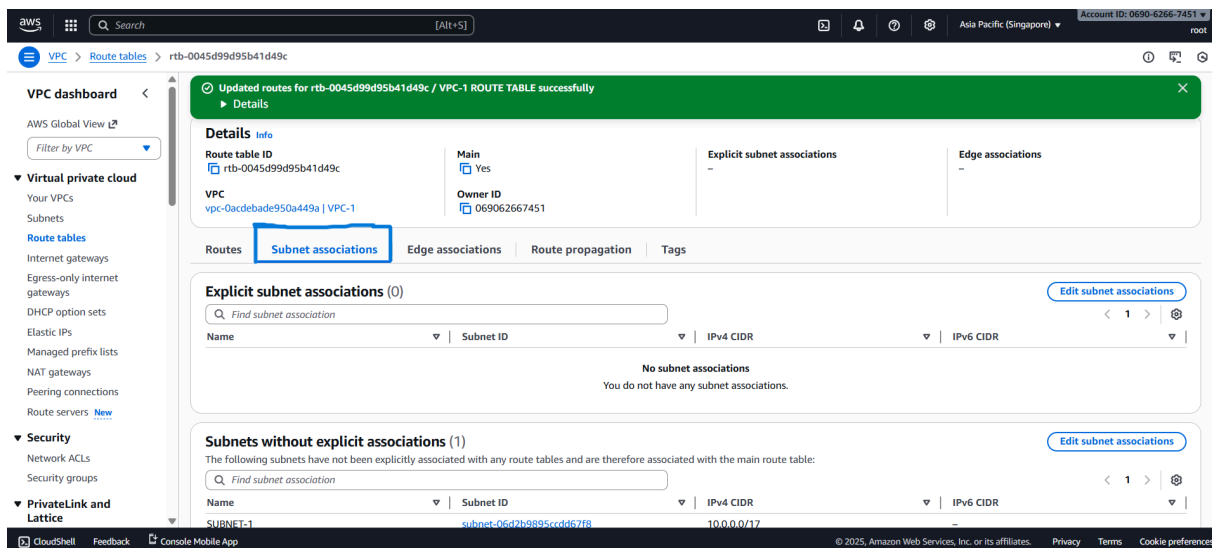 aws
Search
[Alt+S]
Asia Pacific (Singapore)
Account ID: 0690-6266-7451
root
VPC > Route tables > rtb-0045d99d95b41d49c
VPC dashboard
AWS Global View
Filter by VPC
Virtual private cloud
Your VPCs
Subnets
Route tables
Internet gateways
Egress-only internet
gateways
DHCP option sets
Elastic IPs
Managed prefix lists
NAT gateways
Peering connections
Route servers New
Security
Network ACLs
Security groups
PrivateLink and
Lattice
Updated routes for rtb-0045d99d95b41d49c / VPC-1 ROUTE TABLE successfully
Details
Details Info
Route table ID
rtb-0045d99d95b41d49c
Main
Yes
Explicit subnet associations
–
Edge associations
–
VPC
vpc-0acdebade950a449a | VPC-1
Owner ID
069062667451
Routes Subnet associations Edge associations Route propagation Tags
Explicit subnet associations (0)
Edit subnet associations
Find subnet association
< 1 >
Name Subnet ID IPv4 CIDR IPv6 CIDR
No subnet associations
You do not have any subnet associations.
Subnets without explicit associations (1)
Edit subnet associations
The following subnets have not been explicitly associated with any route tables and are therefore associated with the main route table:
Find subnet association
< 1 >
Name Subnet ID IPv4 CIDR IPv6 CIDR
SUBNET-1 subnet-06d2b9895ccdd67f8 10.0.0.0/17 –
CloudShell Feedback Console Mobile App © 2025, Amazon Web Services, Inc. or its affiliates. Privacy Terms Cookie preferences